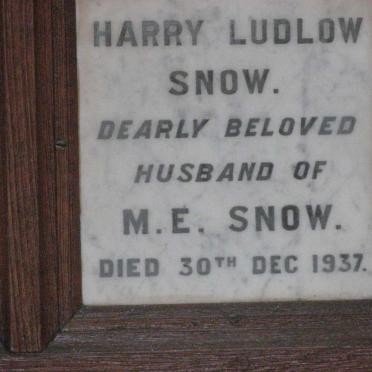 HARRY LUDLOW
SNOW.
DEARLY BELOVED
HUSBAND OF
M.E. SNOW.
DIED 30TH DEC 1937.